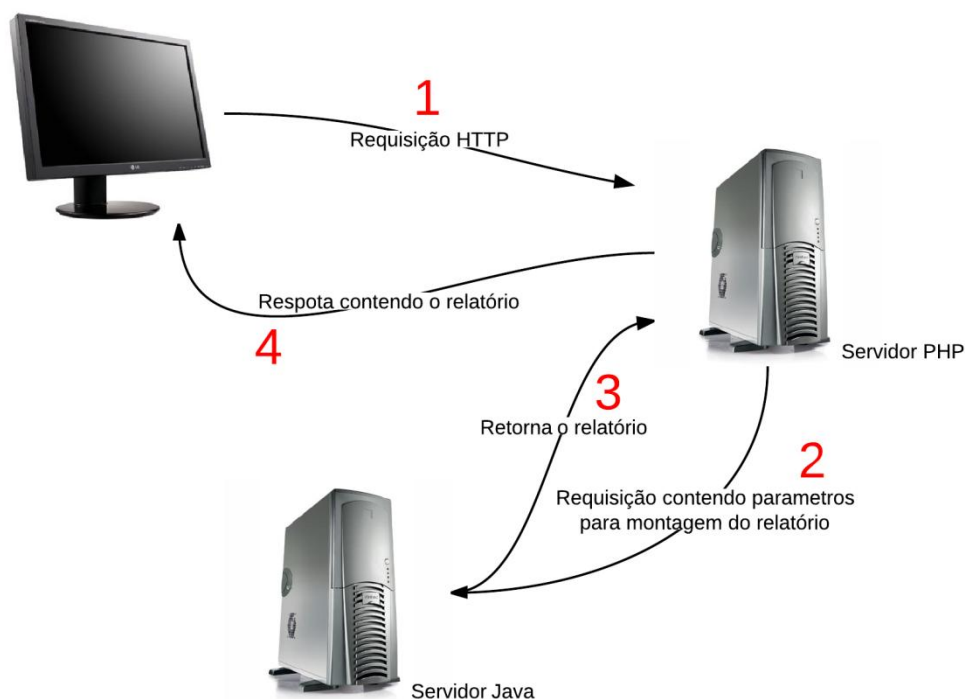 1
Requisição HTTP
Respota contendo o relatório
4
Servidor PHP
3
Retorna o relatório
2
Requisição contendo parametros
para montagem do relatório
Servidor Java